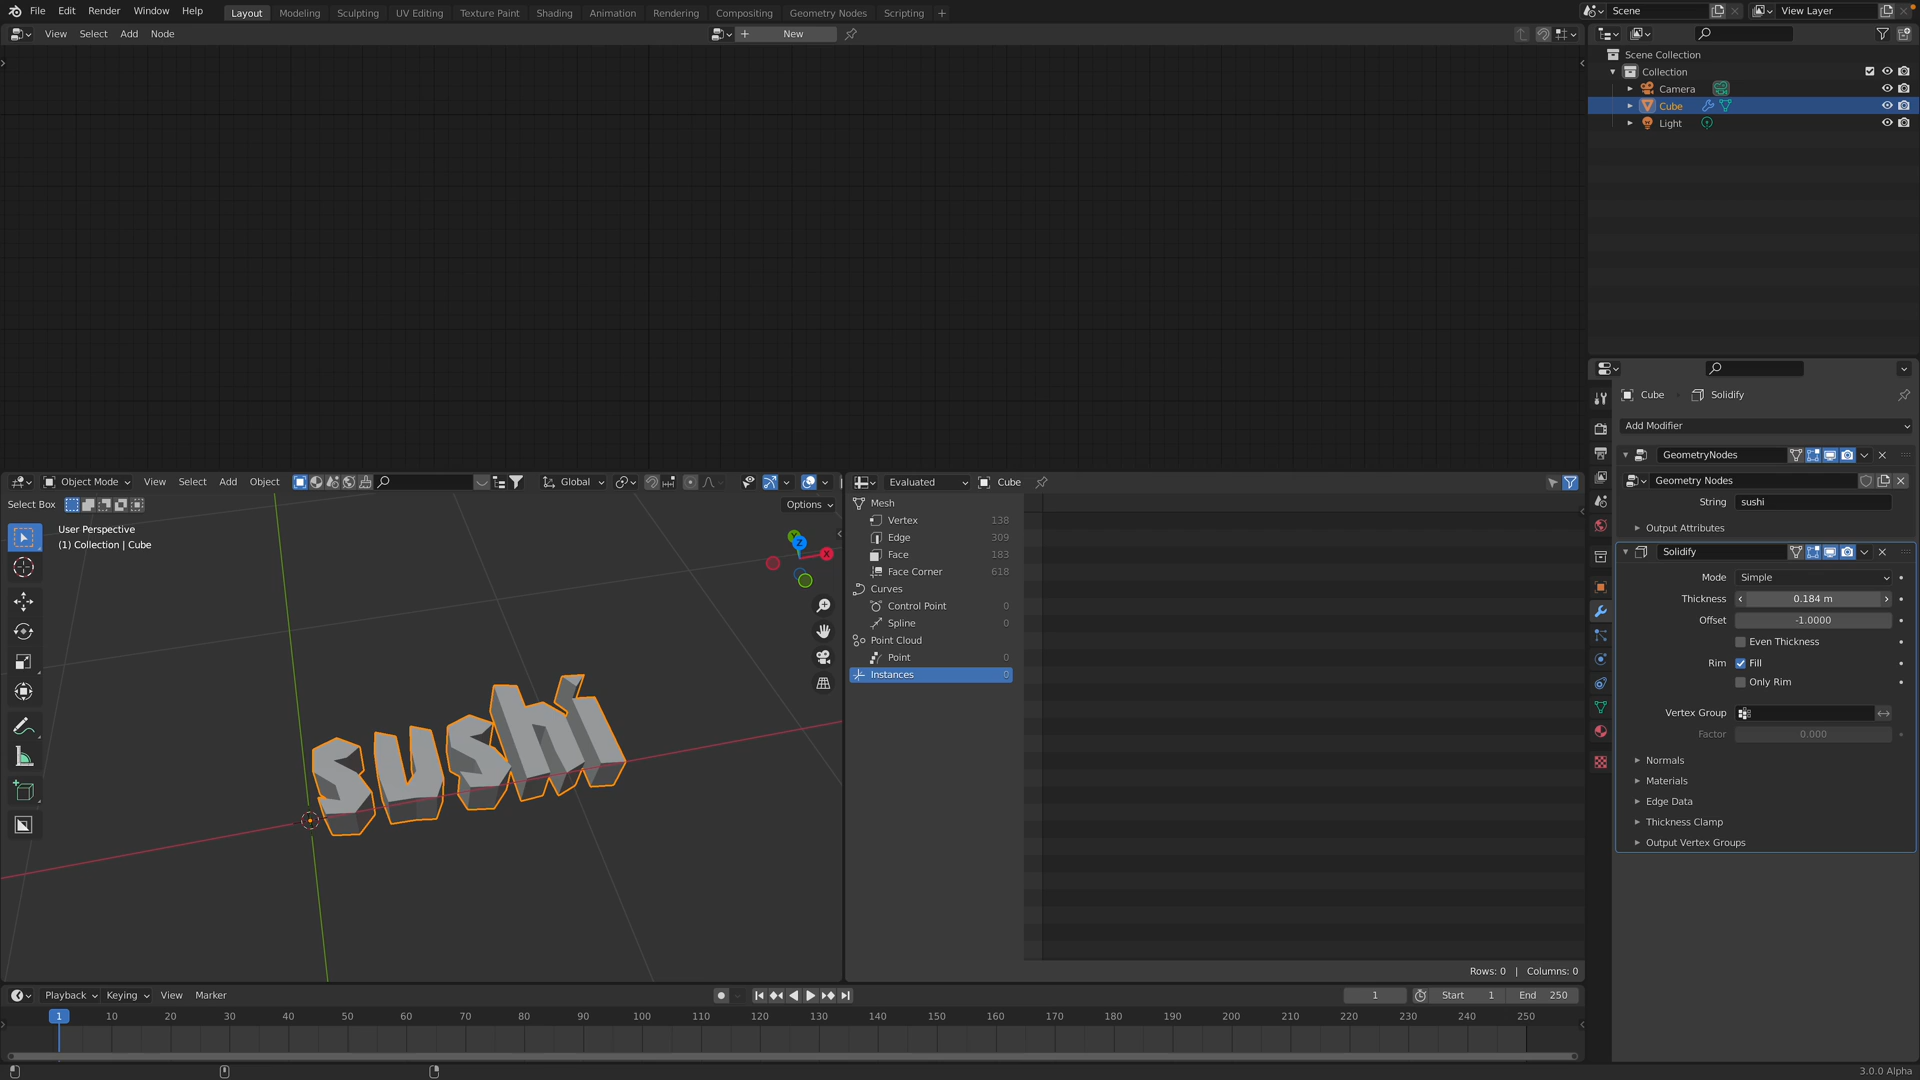 File Edit Render Window Help Layout Modeling Sculpting UV Editing Texture Paint Shading Animation Rendering Compositing Geometry Nodes Scripting + Scene View Layer
View Select Add Node + New
Scene Collection
Collection
Camera
Cube
Light
Cube Solidify
Add Modifier
GeometryNodes
Geometry Nodes
String sushi
Output Attributes
Solidify
Mode Simple
Thickness 0.184 m
Offset -1.0000
Even Thickness
Rim Fill
Only Rim
Vertex Group
Factor 0.000
Normals
Materials
Edge Data
Thickness Clamp
Output Vertex Groups
Object Mode View Select Add Object Global
Select Box Options
User Perspective
(1) Collection | Cube
X
Y
Z
sushi
Evaluated Cube
Mesh
Vertex 138
Edge 309
Face 183
Face Corner 618
Curves
Control Point 0
Spline 0
Point Cloud
Point 0
Instances 0
Rows: 0 | Columns: 0
Playback Keying View Marker 1 Start 1 End 250
1 10 20 30 40 50 60 70 80 90 100 110 120 130 140 150 160 170 180 190 200 210 220 230 240 250
3.0.0 Alpha